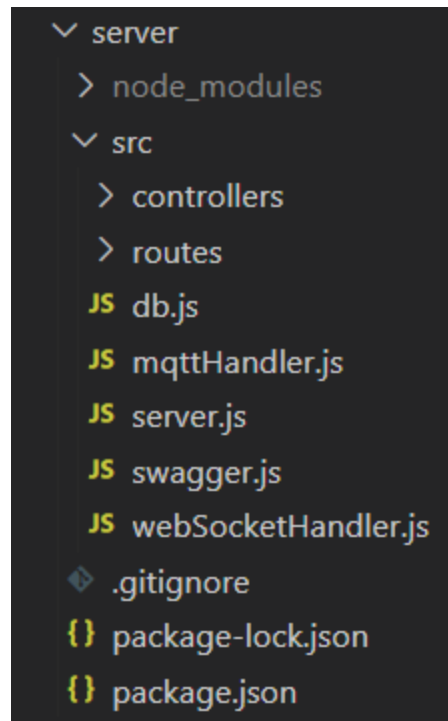 server
node_modules
src
controllers
routes
JS db.js
JS mqttHandler.js
JS server.js
JS swagger.js
JS webSocketHandler.js
.gitignore
{} package-lock.json
{} package.json